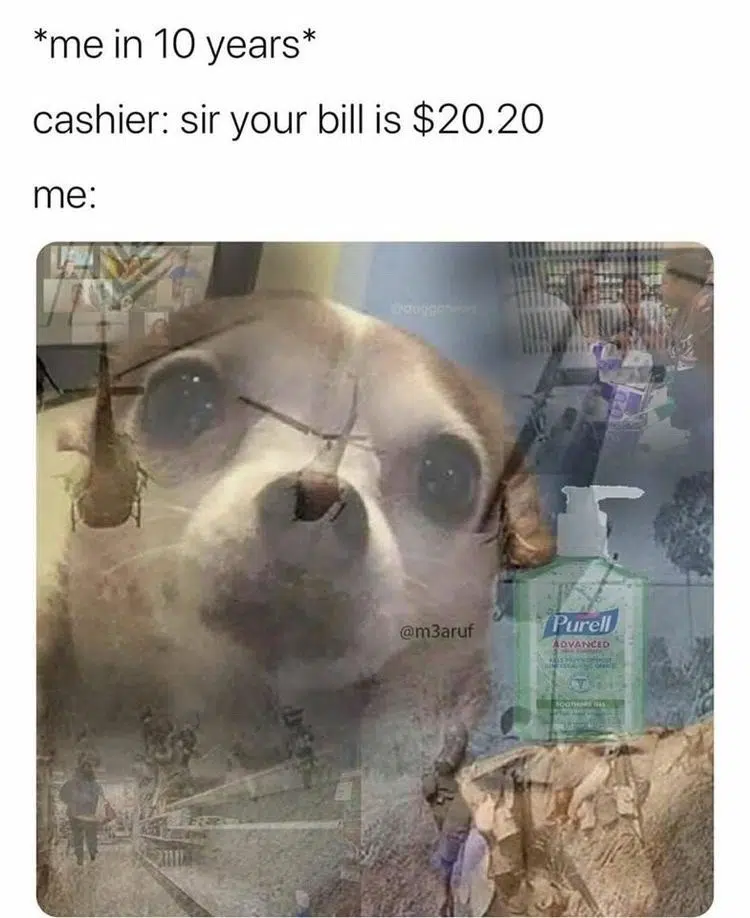 *me in 10 years*
cashier: sir your bill is $20.20
me:
@m3aruf
Purell
ADVANCED